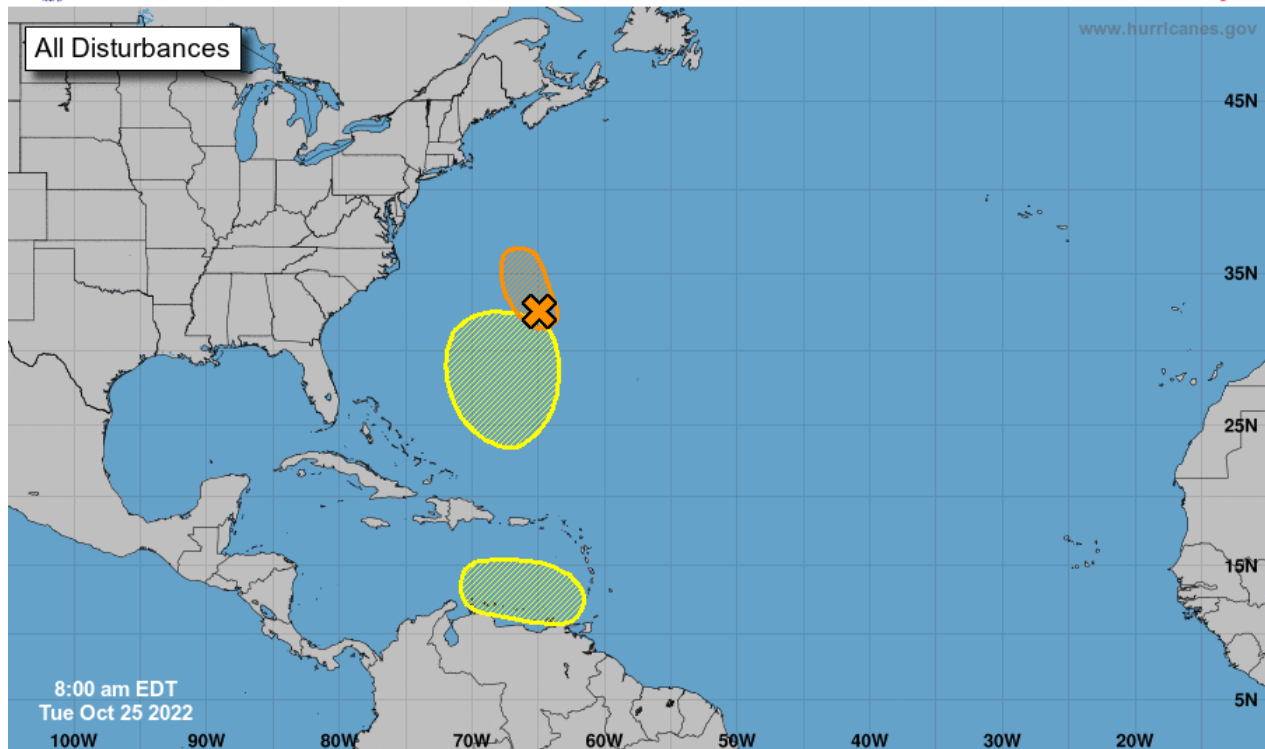 www.hurricanes.gov
All Disturbances
45N
35N
25N
15N
5N
8:00 am EDT
Tue Oct 25 2022
100W 90W 80W 70W 60W 50W 40W 30W 20W